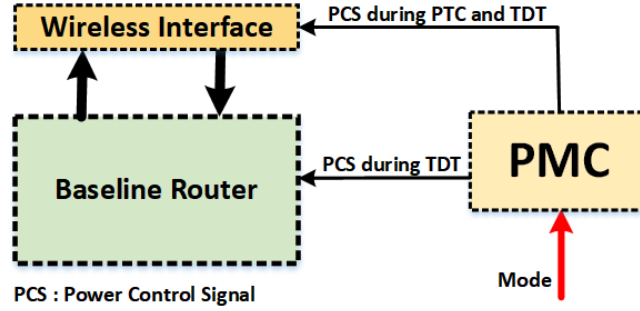 PCS during PTC and TDT
Wireless Interface
Baseline Router
PCS during TDT
PMC
Mode
PCS : Power Control Signal